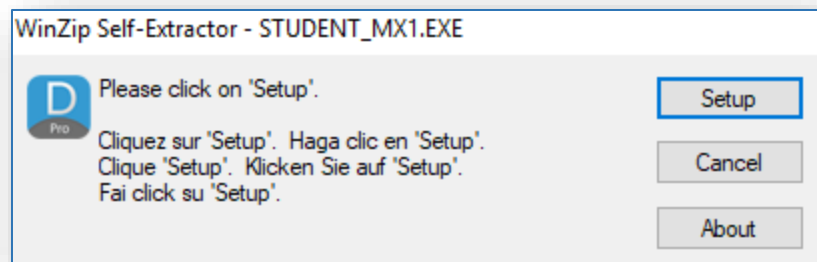 WinZip Self-Extractor - STUDENT_MX1.EXE
D
Pro
Please click on 'Setup'.
Cliquez sur 'Setup'.  Haga clic en 'Setup'.
Clique 'Setup'.  Klicken Sie auf 'Setup'.
Fai click su 'Setup'.
Setup
Cancel
About